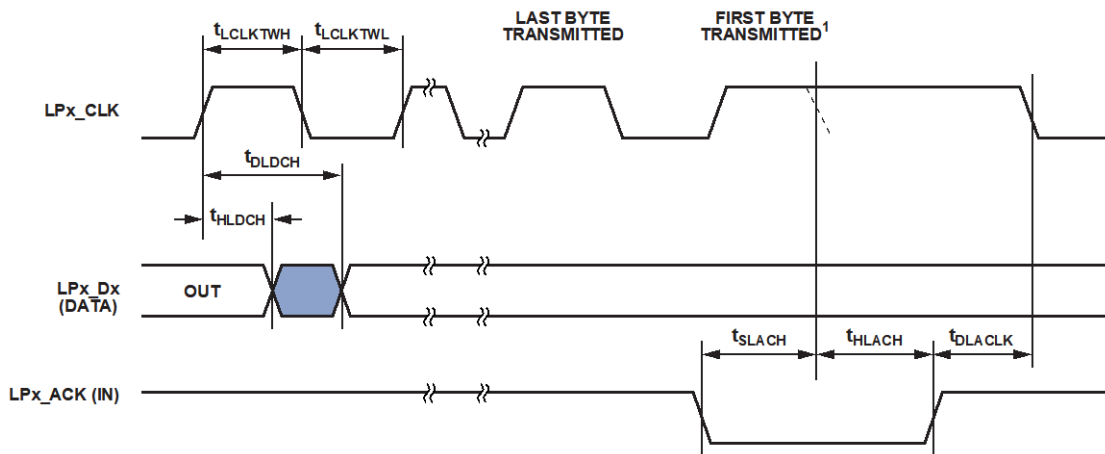 LAST BYTE
TRANSMITTED
FIRST BYTE
TRANSMITTED1
tLCLKTWH
tLCLKTWL
LPx_CLK
tDLDCH
tHLDCH
LPx_Dx
(DATA)
OUT
tSLACH
tHLACH
tDLACLK
LPx_ACK (IN)